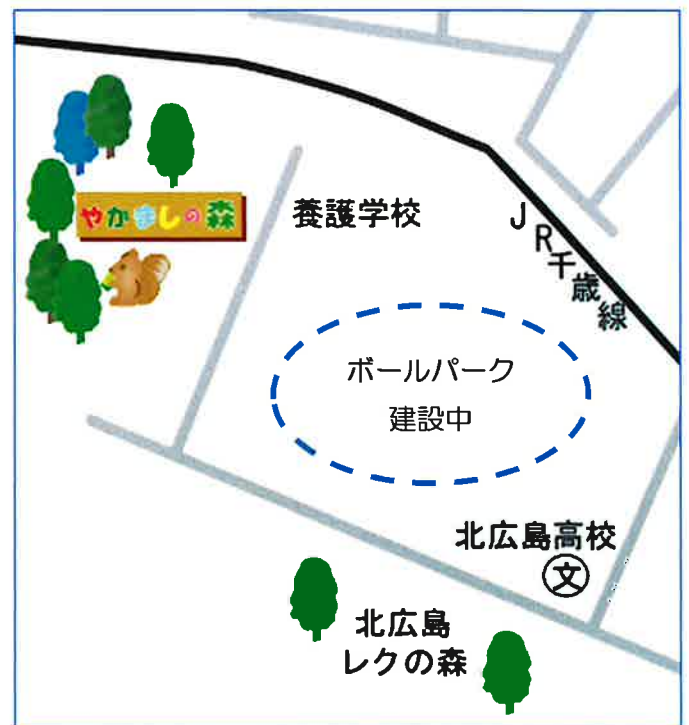 やかましの森
養護学校
JR千歳線
ボールパーク
建設中
北広島高校
文
北広島
レクの森